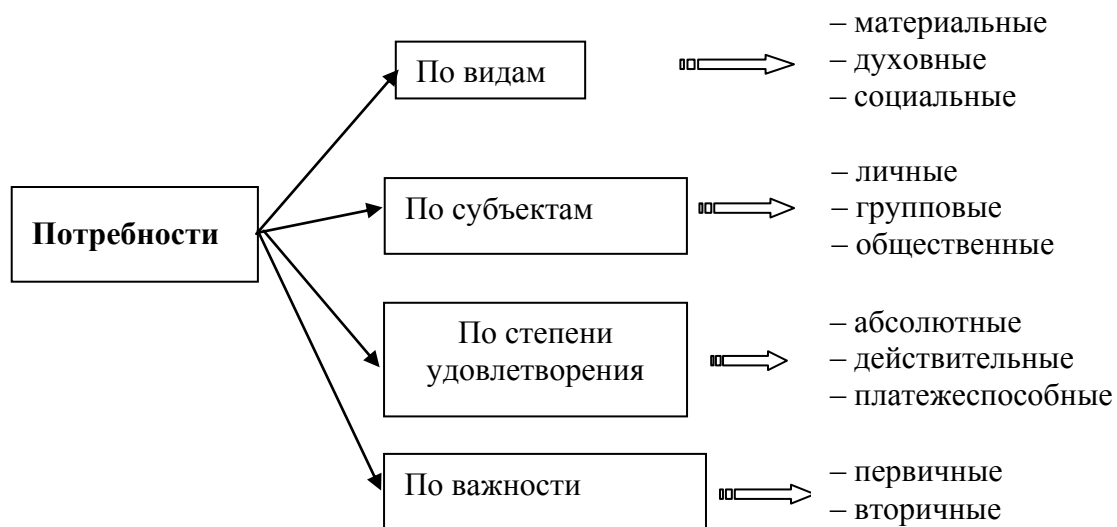 Потребности
По видам
– материальные
– духовные
– социальные
По субъектам
– личные
– групповые
– общественные
По степени
удовлетворения
– абсолютные
– действительные
– платежеспособные
По важности
– первичные
– вторичные